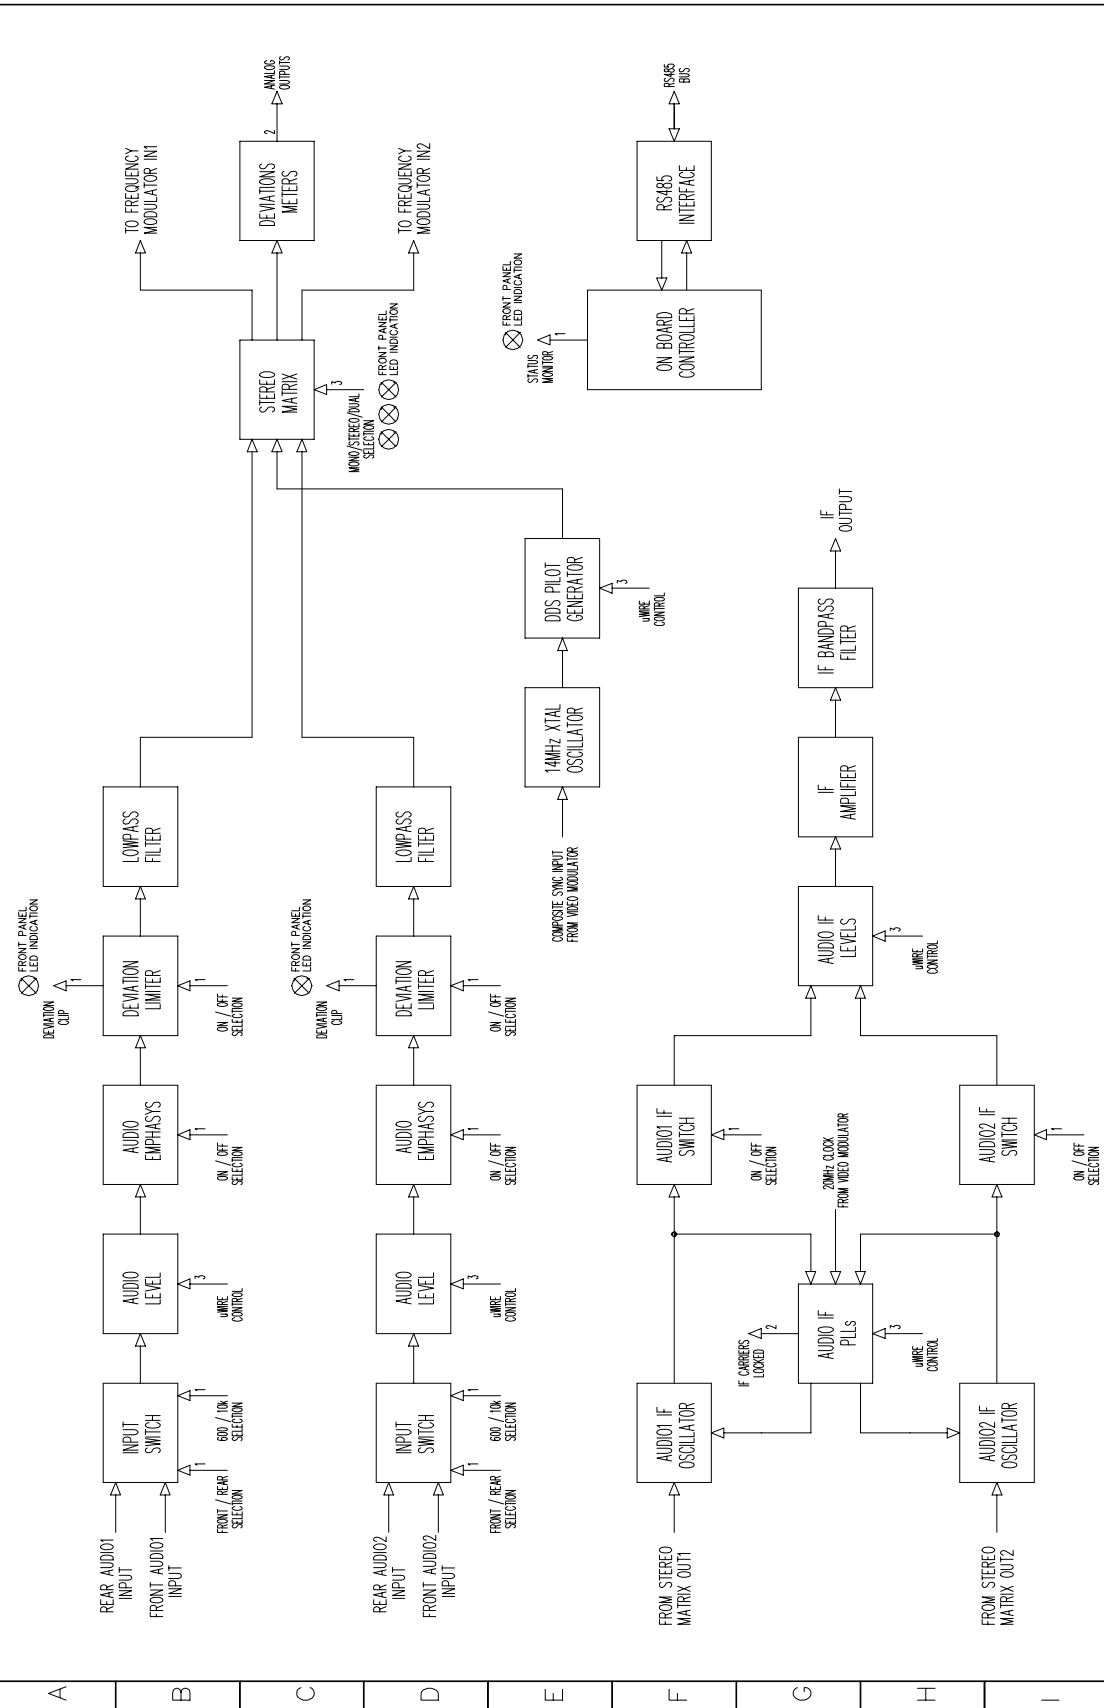 A
B
C
D
E
F
G
H
I
REAR AUDIO1
INPUT
FRONT AUDIO1
INPUT
INPUT
SWITCH
1
FRONT / REAR
SELECTION
1
600 / 10k
SELECTION
AUDIO
LEVEL
3
uWIRE
CONTROL
AUDIO
EMPHASYS
1
ON / OFF
SELECTION
DEVIATION
LIMITER
1
DEVIATION
CLIP
FRONT PANEL
LED INDICATION
1
ON / OFF
SELECTION
LOWPASS
FILTER
TO FREQUENCY
MODULATOR IN1
REAR AUDIO2
INPUT
FRONT AUDIO2
INPUT
INPUT
SWITCH
1
FRONT / REAR
SELECTION
1
600 / 10k
SELECTION
AUDIO
LEVEL
3
uWIRE
CONTROL
AUDIO
EMPHASYS
1
ON / OFF
SELECTION
DEVIATION
LIMITER
1
DEVIATION
CLIP
FRONT PANEL
LED INDICATION
1
ON / OFF
SELECTION
LOWPASS
FILTER
STEREO
MATRIX
3
MONO/STEREO/DUAL
SELECTION
FRONT PANEL
LED INDICATION
DEVIATIONS
METERS
2
ANALOG
OUTPUTS
TO FREQUENCY
MODULATOR IN2
COMPOSITE SYNC INPUT
FROM VIDEO MODULATOR
14MHz XTAL
OSCILLATOR
DDS PILOT
GENERATOR
3
uWIRE
CONTROL
STATUS
MONITOR
1
FRONT PANEL
LED INDICATION
ON BOARD
CONTROLLER
RS485
INTERFACE
RS485
BUS
FROM STEREO
MATRIX OUT1
AUDIO1 IF
OSCILLATOR
AUDIO1 IF
SWITCH
1
ON / OFF
SELECTION
IF CARRIERS
LOCKED
2
AUDIO IF
PLLs
3
uWIRE
CONTROL
20MHz CLOCK
FROM VIDEO MODULATOR
FROM STEREO
MATRIX OUT2
AUDIO2 IF
OSCILLATOR
AUDIO2 IF
SWITCH
1
ON / OFF
SELECTION
AUDIO IF
LEVELS
3
uWIRE
CONTROL
IF
AMPLIFIER
IF BANDPASS
FILTER
IF
OUTPUT